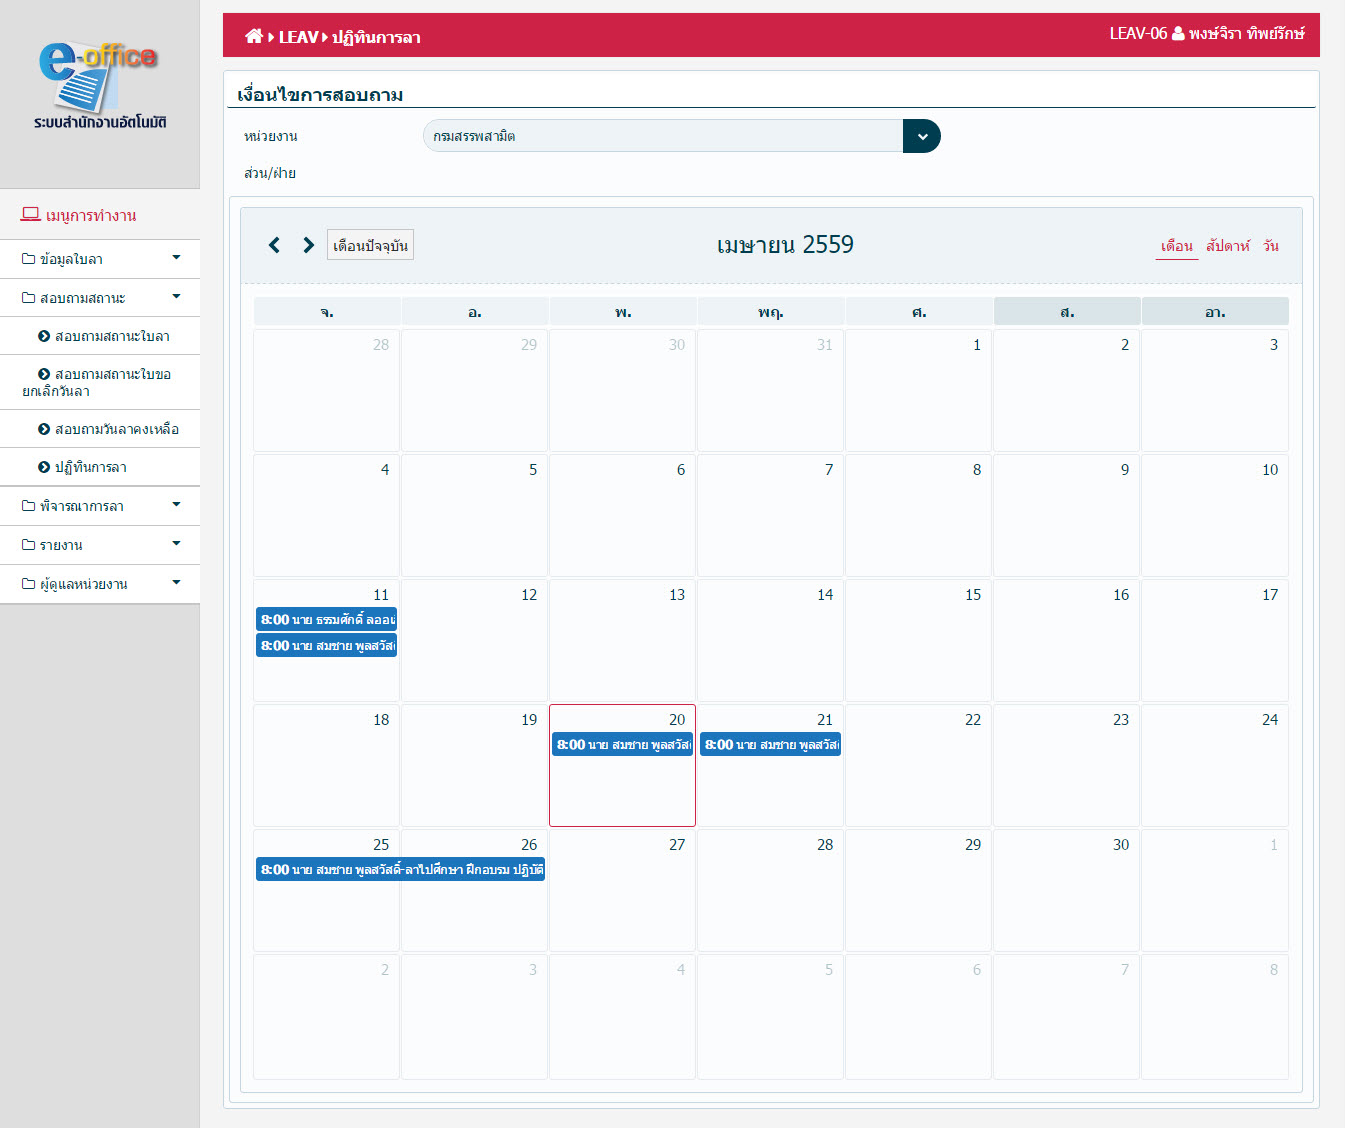 e-office
ระบบสำนักงานอัตโนมัติ
เมนูการทำงาน
ข้อมูลใบลา
สอบถามสถานะ
สอบถามสถานะใบลา
สอบถามสถานะใบขอ
ยกเลิกวันลา
สอบถามวันลาคงเหลือ
ปฏิทินการลา
พิจารณาการลา
รายงาน
ผู้ดูแลหน่วยงาน
LEAV ปฏิทินการลา
LEAV-06 พงษ์จิรา ทิพย์รักษ์
เงื่อนไขการสอบถาม
หน่วยงาน กรมสรรพสามิต
ส่วน/ฝ่าย
เดือนปัจจุบัน เมษายน 2559 เดือน สัปดาห์ วัน
จ. อ. พ. พฤ. ศ. ส. อา.
28 29 30 31 1 2 3
4 5 6 7 8 9 10
11 12 13 14 15 16 17
8:00 นาย ธรรมศักดิ์
8:00 นาย สมชาย
18 19 20 21 22 23 24
8:00 นาย สมชาย 8:00 นาย สมชาย
25 26 27 28 29 30 1
8:00 นาย สมชาย พูลสวัสดิ์-ลาไปศึกษา ฝึกอบรม ปฏิบัติ
2 3 4 5 6 7 8